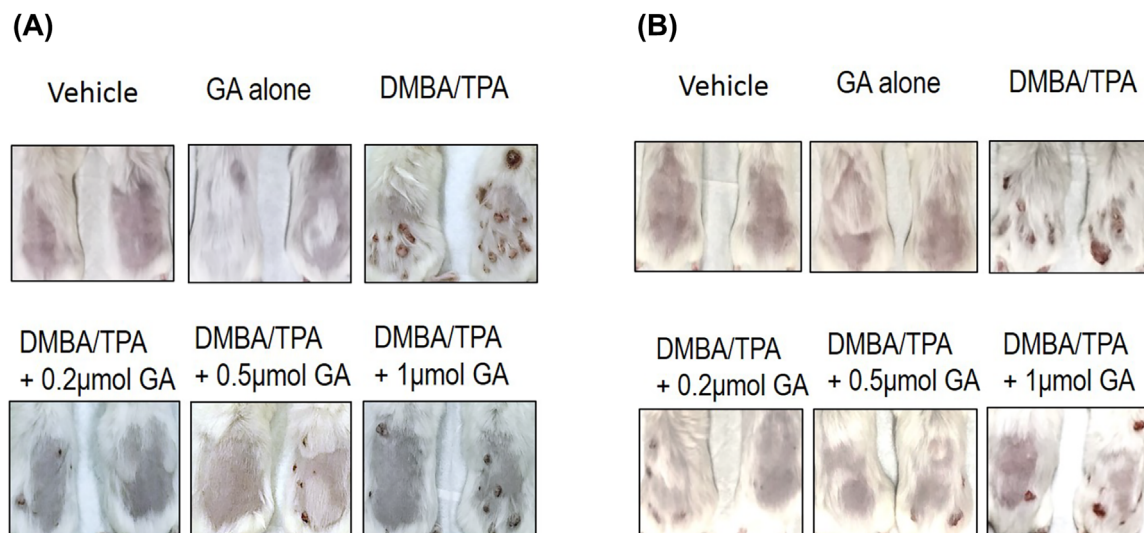 (A)
Vehicle
GA alone
DMBA/TPA
DMBA/TPA
+ 0.2µmol GA
DMBA/TPA
+ 0.5µmol GA
DMBA/TPA
+ 1µmol GA
(B)
Vehicle
GA alone
DMBA/TPA
DMBA/TPA
+ 0.2µmol GA
DMBA/TPA
+ 0.5µmol GA
DMBA/TPA
+ 1µmol GA